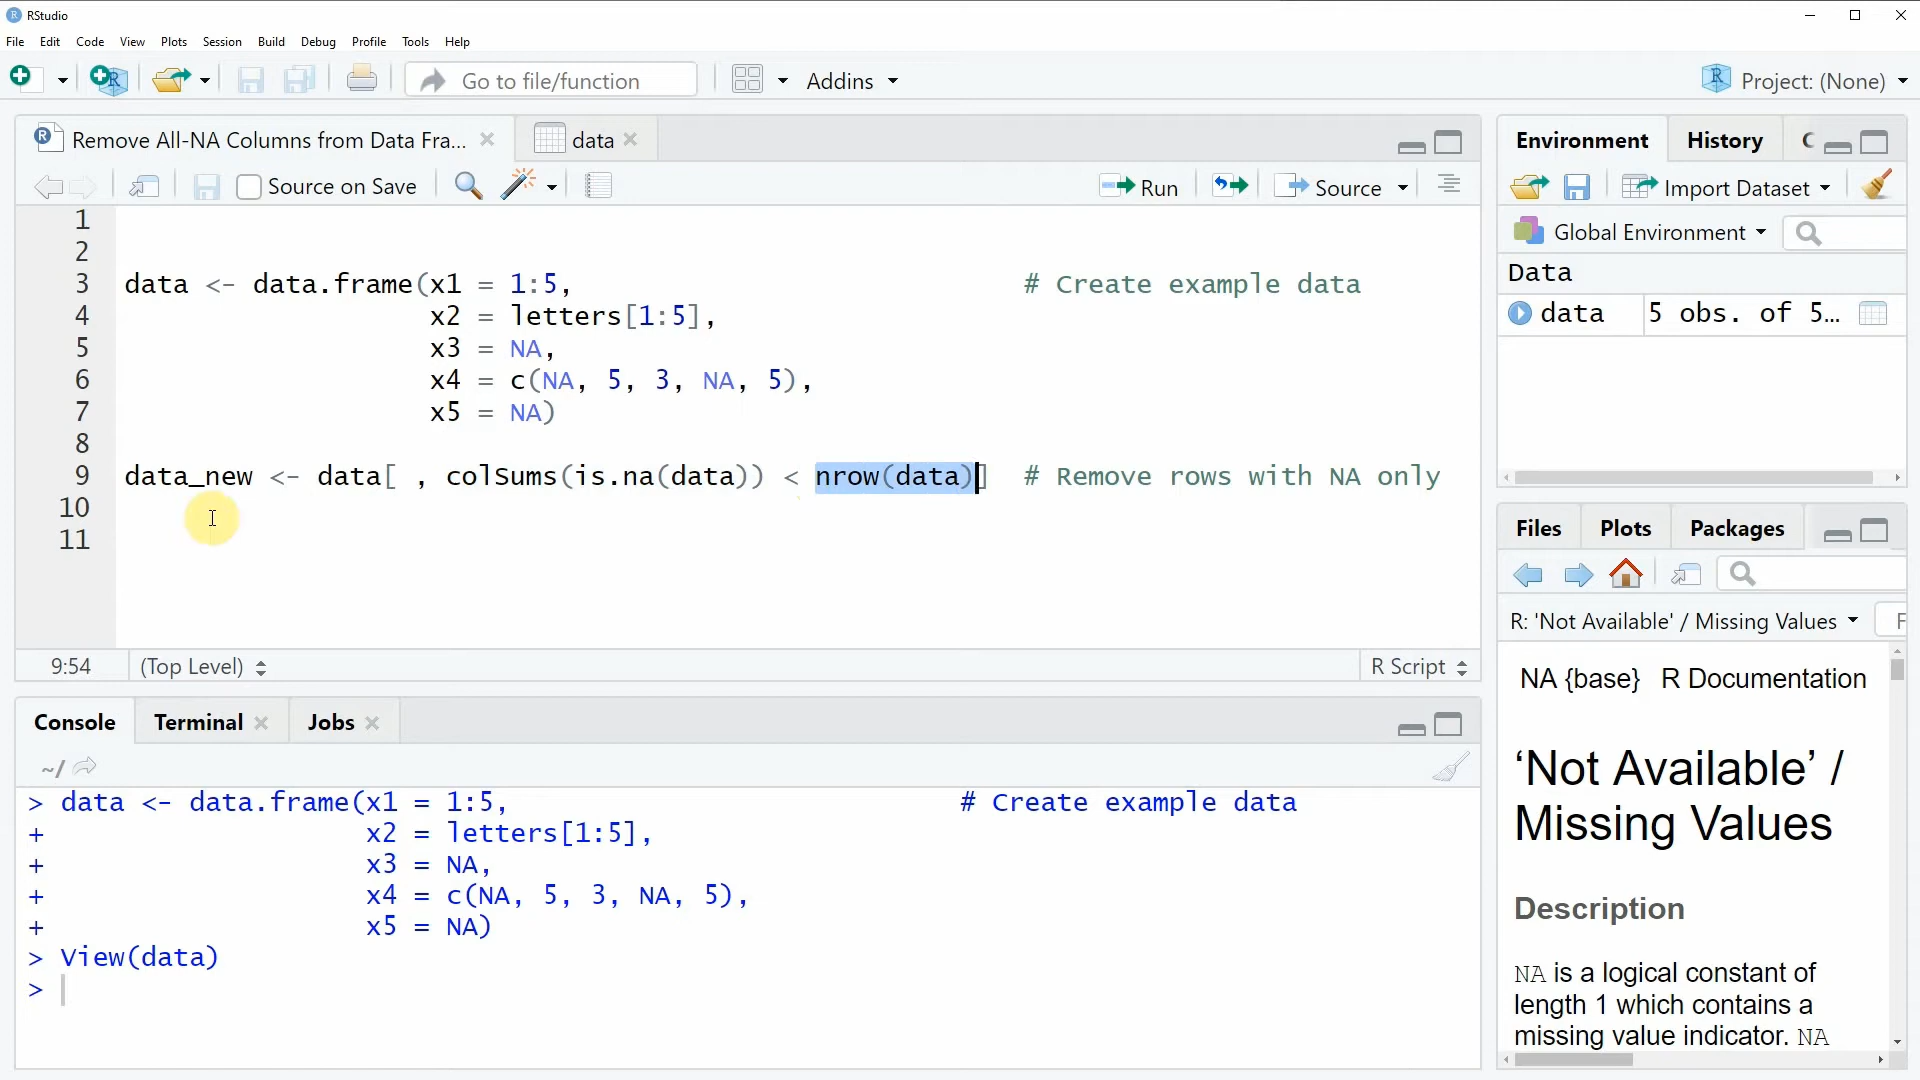 RStudio
File Edit Code View Plots Session Build Debug Profile Tools Help
Go to file/function
Addins
Project: (None)
Remove All-NA Columns from Data Fra...
data
Source on Save
Run
Source
1
2
3 data <- data.frame(x1 = 1:5, # Create example data
4 x2 = letters[1:5],
5 x3 = NA,
6 x4 = c(NA, 5, 3, NA, 5),
7 x5 = NA)
8
9 data_new <- data[ , colSums(is.na(data)) < nrow(data)] # Remove rows with NA only
10
11
9:54 (Top Level) R Script
Console Terminal Jobs
~/
> data <- data.frame(x1 = 1:5, # Create example data
+ x2 = letters[1:5],
+ x3 = NA,
+ x4 = c(NA, 5, 3, NA, 5),
+ x5 = NA)
> View(data)
>
Environment History C
Import Dataset
Global Environment
Data
data 5 obs. of 5...
Files Plots Packages
R: 'Not Available' / Missing Values F
NA {base} R Documentation
‘Not Available’ /
Missing Values
Description
NA is a logical constant of
length 1 which contains a
missing value indicator. NA